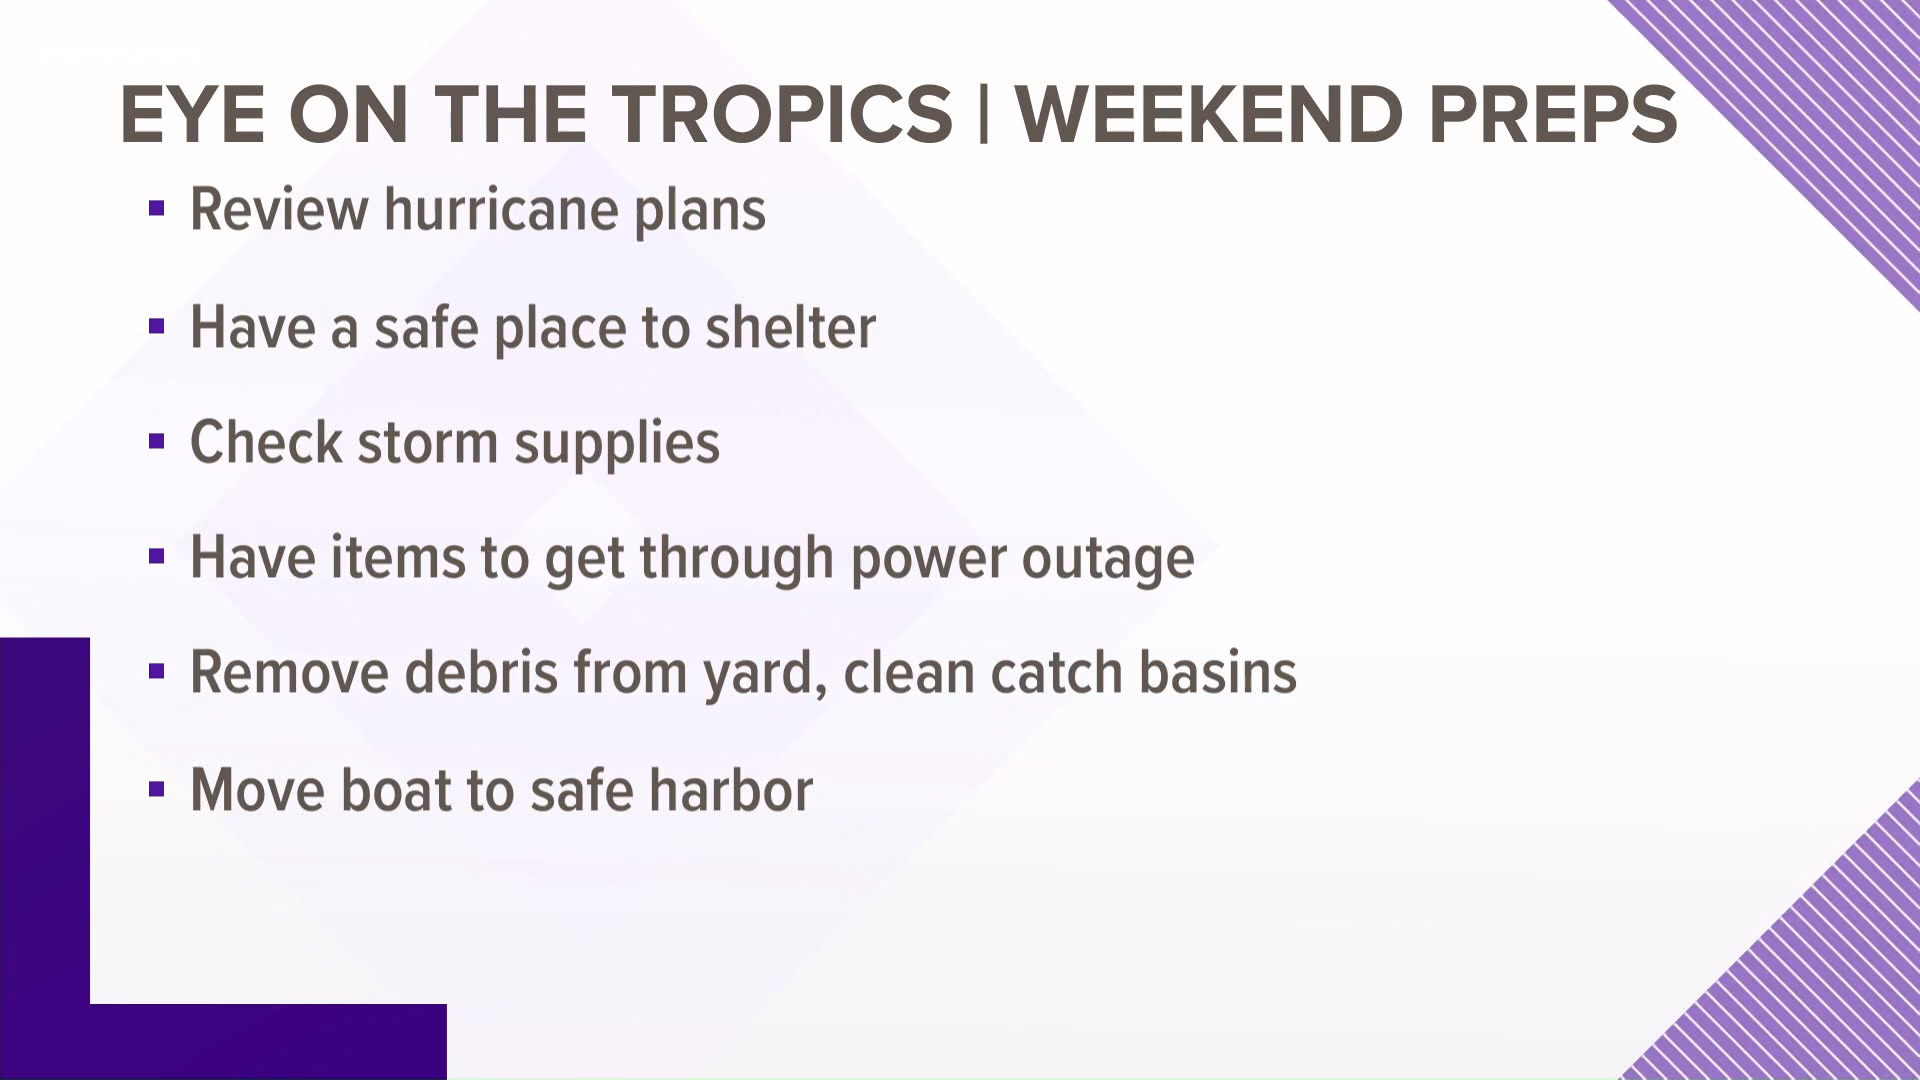 EYE ON THE TROPICS | WEEKEND PREPS
▪ Review hurricane plans
▪ Have a safe place to shelter
▪ Check storm supplies
▪ Have items to get through power outage
▪ Remove debris from yard, clean catch basins
▪ Move boat to safe harbor